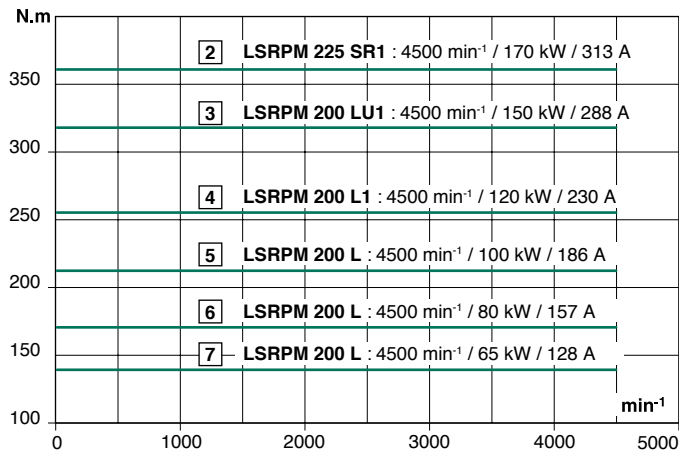 N.m
2 LSRPM 225 SR1 : 4500 min⁻¹ / 170 kW / 313 A
350
3 LSRPM 200 LU1 : 4500 min⁻¹ / 150 kW / 288 A
300
4 LSRPM 200 L1 : 4500 min⁻¹ / 120 kW / 230 A
250
5 LSRPM 200 L : 4500 min⁻¹ / 100 kW / 186 A
200
6 LSRPM 200 L : 4500 min⁻¹ / 80 kW / 157 A
150
7 LSRPM 200 L : 4500 min⁻¹ / 65 kW / 128 A
min⁻¹
100
0 1000 2000 3000 4000 5000